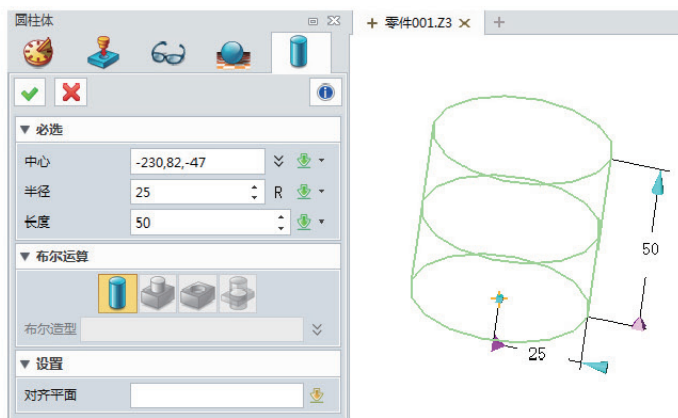 圆柱体
+ 零件001.Z3 × +
▼ 必选
中心 -230,82,-47
半径 25 R
长度 50
▼ 布尔运算
布尔造型
▼ 设置
对齐平面
50
25